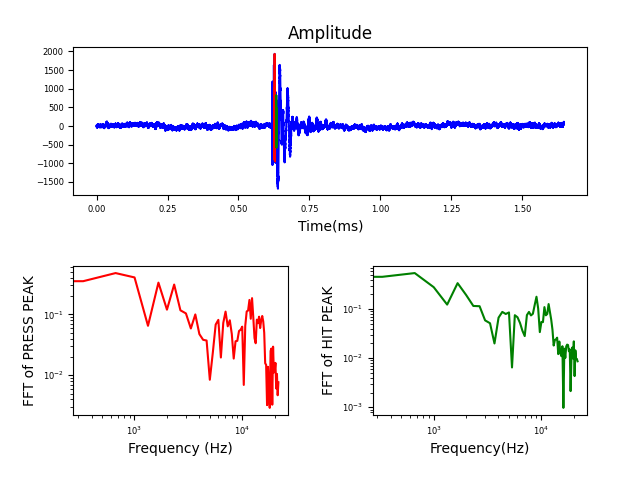 Amplitude
2000
1500
1000
500
0
−500
−1000
−1500
0.00 0.25 0.50 0.75 1.00 1.25 1.50
Time(ms)
FFT of PRESS PEAK
10⁻¹
10⁻²
10³ 10⁴
Frequency (Hz)
FFT of HIT PEAK
10⁻¹
10⁻²
10⁻³
10³ 10⁴
Frequency(Hz)